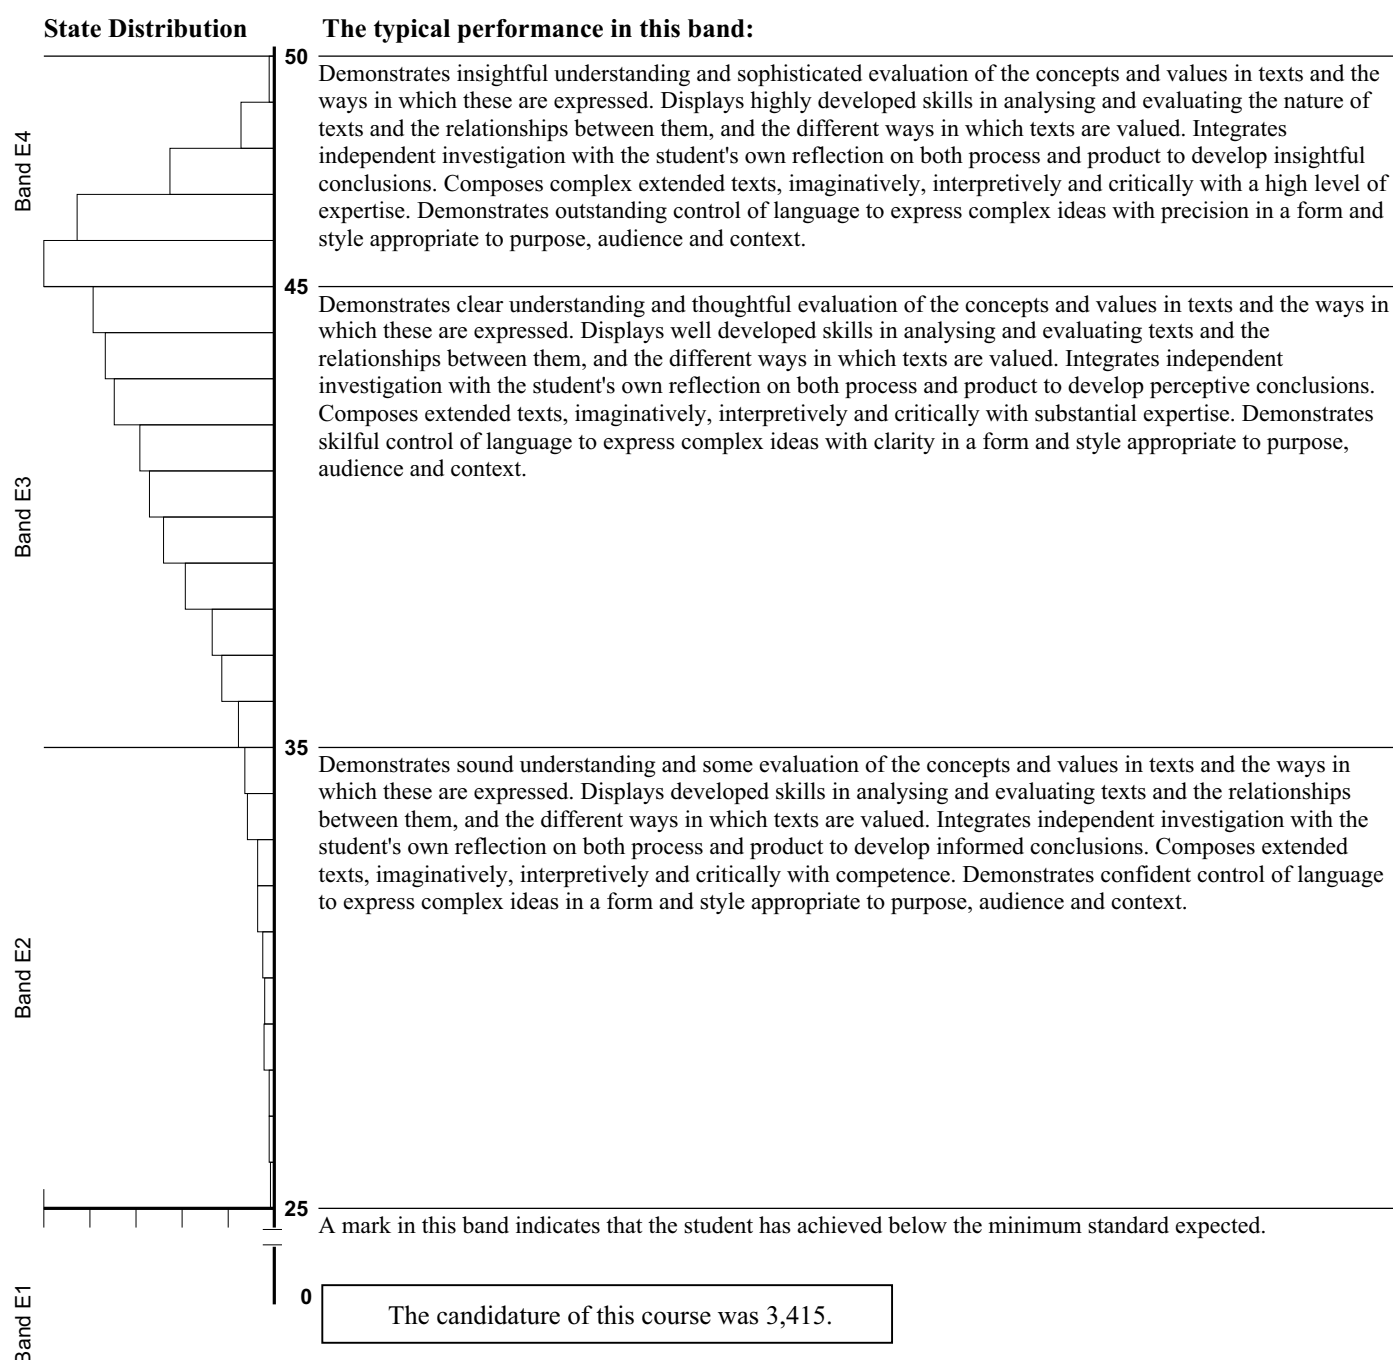 State Distribution
The typical performance in this band:
50
Demonstrates insightful understanding and sophisticated evaluation of the concepts and values in texts and the
ways in which these are expressed. Displays highly developed skills in analysing and evaluating the nature of
texts and the relationships between them, and the different ways in which texts are valued. Integrates
independent investigation with the student's own reflection on both process and product to develop insightful
conclusions. Composes complex extended texts, imaginatively, interpretively and critically with a high level of
expertise. Demonstrates outstanding control of language to express complex ideas with precision in a form and
style appropriate to purpose, audience and context.
Band E4
45
Demonstrates clear understanding and thoughtful evaluation of the concepts and values in texts and the ways in
which these are expressed. Displays well developed skills in analysing and evaluating texts and the
relationships between them, and the different ways in which texts are valued. Integrates independent
investigation with the student's own reflection on both process and product to develop perceptive conclusions.
Composes extended texts, imaginatively, interpretively and critically with substantial expertise. Demonstrates
skilful control of language to express complex ideas with clarity in a form and style appropriate to purpose,
audience and context.
Band E3
35
Demonstrates sound understanding and some evaluation of the concepts and values in texts and the ways in
which these are expressed. Displays developed skills in analysing and evaluating texts and the relationships
between them, and the different ways in which texts are valued. Integrates independent investigation with the
student's own reflection on both process and product to develop informed conclusions. Composes extended
texts, imaginatively, interpretively and critically with competence. Demonstrates confident control of language
to express complex ideas in a form and style appropriate to purpose, audience and context.
Band E2
25
A mark in this band indicates that the student has achieved below the minimum standard expected.
Band E1
0
The candidature of this course was 3,415.